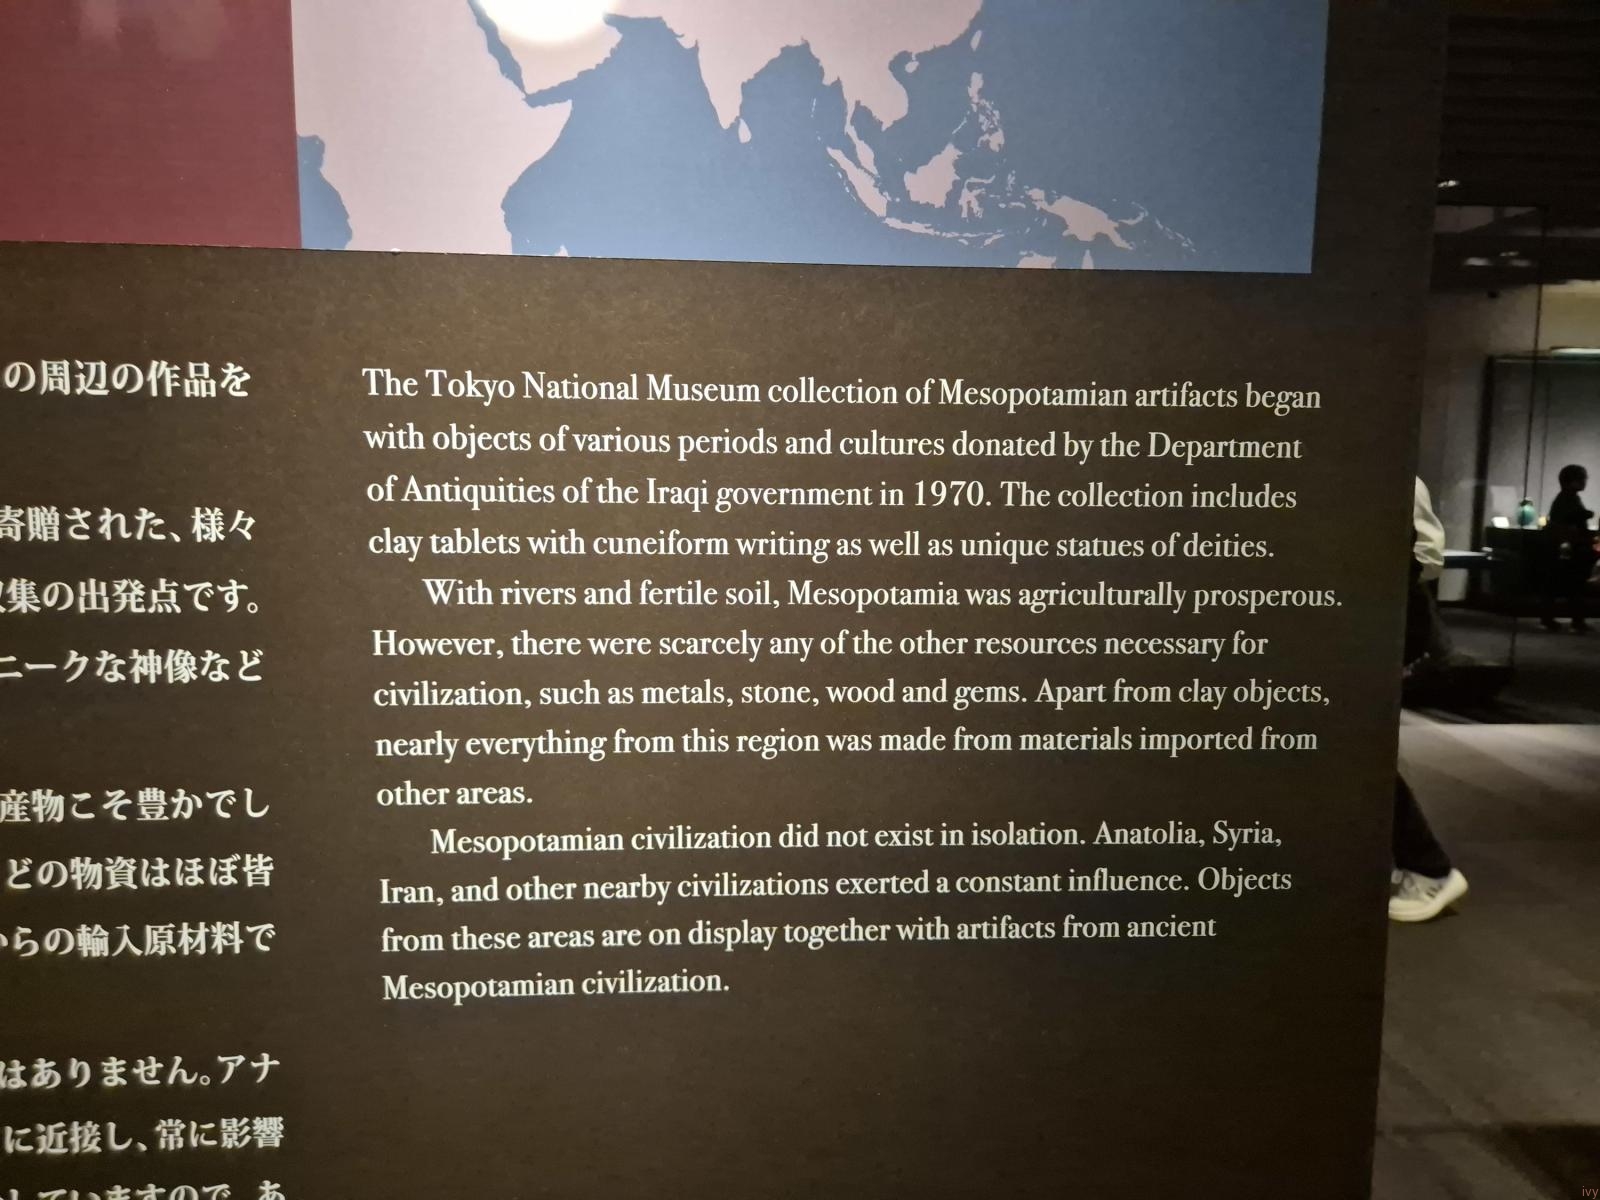 の周辺の作品を
寄贈された、様々
集の出発点です。
ニークな神像など
産物こそ豊かでし
どの物資はほぼ皆
からの輸入原材料で
はありません。アナ
に近接し、常に影響
していますので、あ
The Tokyo National Museum collection of Mesopotamian artifacts began
with objects of various periods and cultures donated by the Department
of Antiquities of the Iraqi government in 1970. The collection includes
clay tablets with cuneiform writing as well as unique statues of deities.
With rivers and fertile soil, Mesopotamia was agriculturally prosperous.
However, there were scarcely any of the other resources necessary for
civilization, such as metals, stone, wood and gems. Apart from clay objects,
nearly everything from this region was made from materials imported from
other areas.
Mesopotamian civilization did not exist in isolation. Anatolia, Syria,
Iran, and other nearby civilizations exerted a constant influence. Objects
from these areas are on display together with artifacts from ancient
Mesopotamian civilization.
ivy